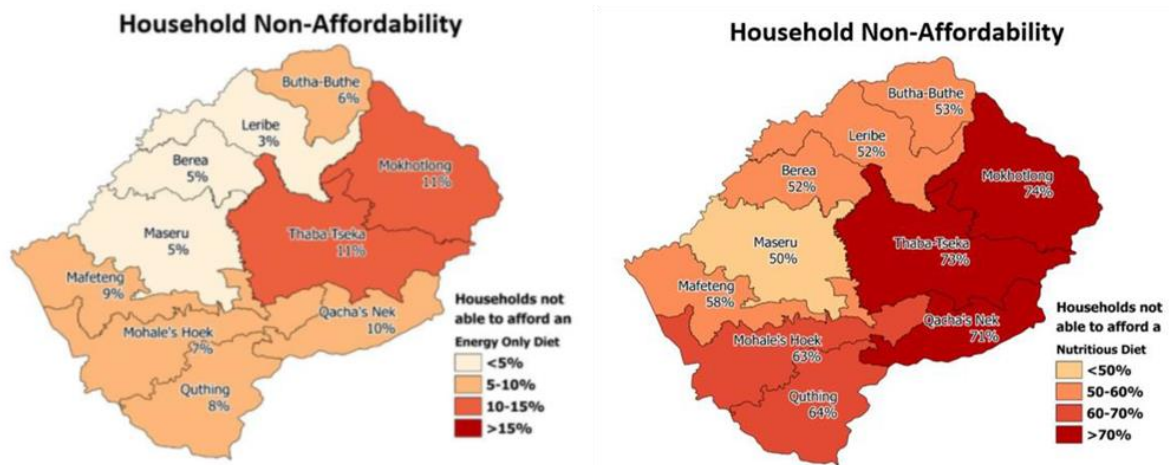 Household Non-Affordability
Butha-Buthe
6%
Leribe
3%
Berea
5%
Mokhotlong
11%
Maseru
5%
Thaba-Tseka
11%
Mafeteng
9%
Qacha's Nek
10%
Mohale's Hoek
7%
Quthing
8%
Households not
able to afford an
Energy Only Diet
<5%
5-10%
10-15%
>15%
Household Non-Affordability
Butha-Buthe
53%
Leribe
52%
Berea
52%
Mokhotlong
74%
Maseru
50%
Thaba-Tseka
73%
Mafeteng
58%
Qacha's Nek
71%
Mohale's Hoek
63%
Quthing
64%
Households not
able to afford a
Nutritious Diet
<50%
50-60%
60-70%
>70%